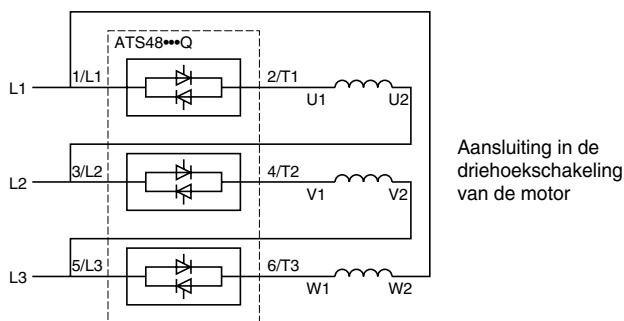 ATS48•••Q
L1 1/L1 2/T1
U1 U2
L2 3/L2 4/T2
V1 V2
L3 5/L3 6/T3
W1 W2
Aansluiting in de
driehoekschakeling
van de motor